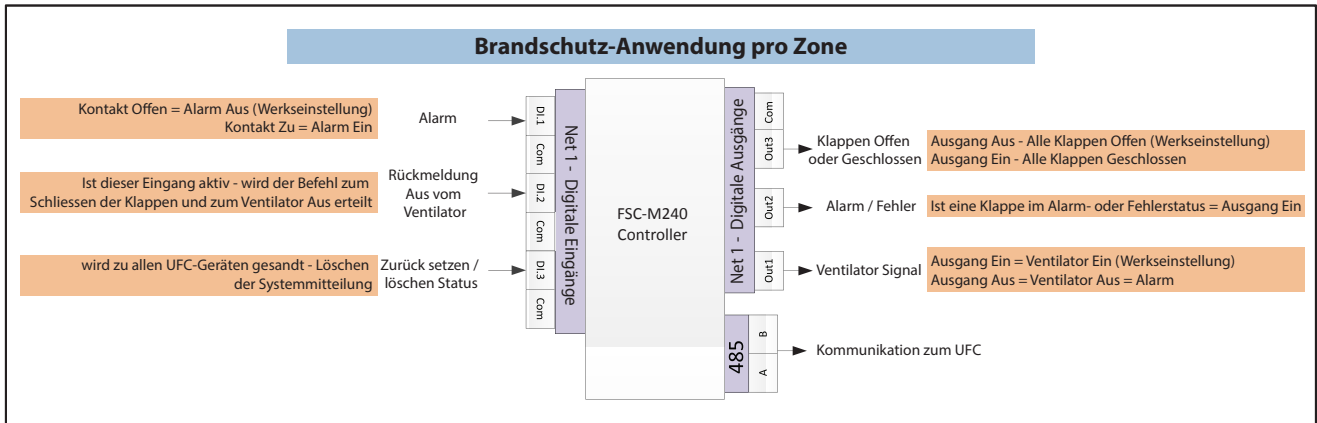 Brandschutz-Anwendung pro Zone
Kontakt Offen = Alarm Aus (Werkseinstellung)
Kontakt Zu = Alarm Ein
Alarm
Ist dieser Eingang aktiv - wird der Befehl zum
Schliessen der Klappen und zum Ventilator Aus erteilt
Rückmeldung
Aus vom
Ventilator
wird zu allen UFC-Geräten gesandt - Löschen
der Systemmitteilung
Zurück setzen /
löschen Status
DI.1
Com
DI.2
Com
DI.3
Com
Net 1 - Digitale Eingänge
FSC-M240
Controller
Net 1 - Digitale Ausgänge
Com
Out3
Out2
Out1
485
B
A
Klappen Offen
oder Geschlossen
Ausgang Aus - Alle Klappen Offen (Werkseinstellung)
Ausgang Ein - Alle Klappen Geschlossen
Alarm / Fehler
Ist eine Klappe im Alarm- oder Fehlerstatus = Ausgang Ein
Ventilator Signal
Ausgang Ein = Ventilator Ein (Werkseinstellung)
Ausgang Aus = Ventilator Aus = Alarm
Kommunikation zum UFC